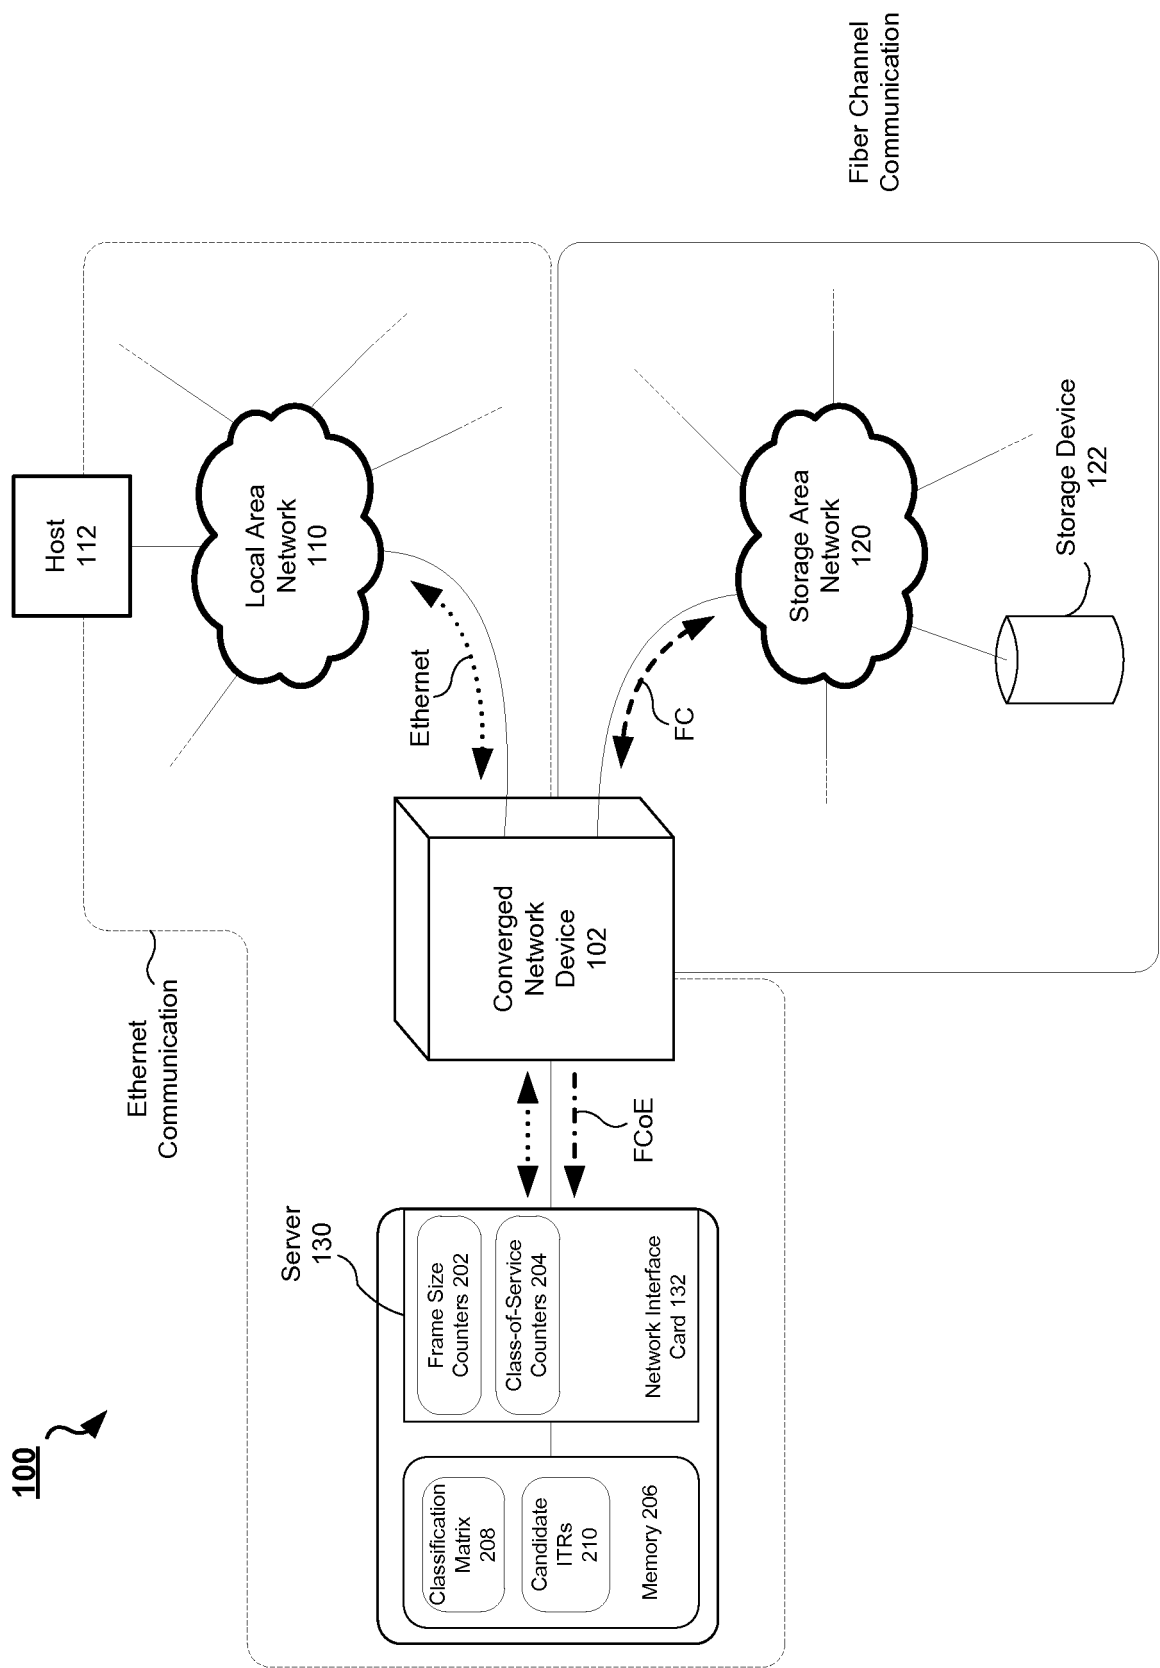 100
Ethernet
Communication
Host
112
Local Area
Network
110
Ethernet
Server
130
Classification
Matrix
208
Candidate
ITRs
210
Memory 206
Frame Size
Counters 202
Class-of-Service
Counters 204
Network Interface
Card 132
FCoE
Converged
Network
Device
102
FC
Storage Area
Network
120
Storage Device
122
Fiber Channel
Communication